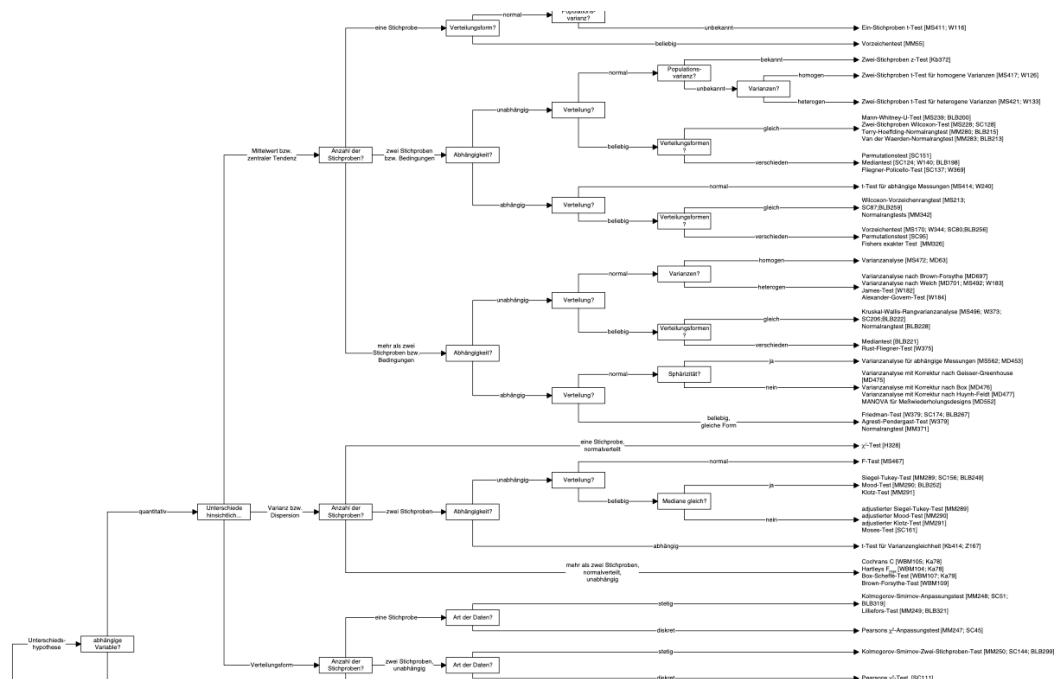 normal
Populations-
varianz?
eine Stichprobe
Verteilungsform?
unbekannt
Ein-Stichproben t-Test [MS411; W116]
beliebig
Vorzeichentest [MM55]
bekannt
Zwei-Stichproben z-Test [Kb372]
normal
Populations-
varianz?
homogen
Zwei-Stichproben t-Test für homogene Varianzen [MS417; W126]
unbekannt
Varianzen?
unabhängig
Verteilung?
heterogen
Zwei-Stichproben t-Test für heterogene Varianzen [MS421; W133]
Mann-Whitney-U-Test [MS238; BLB200]
gleich
Zwei-Stichproben Wilcoxon-Test [MS228; SC128]
Terry-Hoeffding-Normalrangtest [MM280; BLB215]
Van der Waerden-Normalrangtest [MM283; BLB213]
beliebig
Verteilungsformen
?
Mittelwert bzw.
zentraler Tendenz
Anzahl der
Stichproben?
zwei Stichproben
bzw. Bedingungen
Abhängigkeit?
Permutationstest [SC151]
verschieden
Mediantest [SC124; W140; BLB198]
Fliegner-Policello-Test [SC137; W369]
normal
t-Test für abhängige Messungen [MS414; W240]
abhängig
Verteilung?
Wilcoxon-Vorzeichenrangtest [MS213;
gleich
SC87;BLB259]
Normalrangtests [MM342]
beliebig
Verteilungsformen
?
Vorzeichentest [MS170; W344; SC80;BLB256]
verschieden
Permutationstest [SC95]
Fishers exakter Test [MM326]
homogen
Varianzanalyse [MS472; MD63]
normal
Varianzen?
Varianzanalyse nach Brown-Forsythe [MD697]
heterogen
Varianzanalyse nach Welch [MD701; MS492; W183]
James-Test [W182]
Alexander-Govern-Test [W184]
unabhängig
Verteilung?
Kruskal-Wallis-Rangvarianzanalyse [MS496; W373;
gleich
SC206;BLB222]
Normalrangtest [BLB228]
beliebig
Verteilungsformen
?
verschieden
Mediantest [BLB221]
Rust-Fliegner-Test [W375]
mehr als zwei
Stichproben bzw.
Bedingungen
Abhängigkeit?
ja
Varianzanalyse für abhängige Messungen [MS562; MD453]
normal
Sphärizität?
Varianzanalyse mit Korrektur nach Geisser-Greenhouse
[MD475]
nein
Varianzanalyse mit Korrektur nach Box [MD476]
Varianzanalyse mit Korrektur nach Huynh-Feldt [MD477]
MANOVA für Meßwiederholungsdesigns [MD552]
abhängig
Verteilung?
beliebig,
gleiche Form
Friedman-Test [W379; SC174; BLB267]
Agresti-Pendergast-Test [W379]
Normalrangtest [MM371]
eine Stichprobe,
normalverteilt
χ²-Test [H328]
normal
F-Test [MS467]
unabhängig
Verteilung?
Siegel-Tukey-Test [MM289; SC156; BLB249]
ja
Mood-Test [MM290; BLB252]
Klotz-Test [MM291]
beliebig
Mediane gleich?
quantitativ
Unterschiede
hinsichtlich...
Varianz bzw.
Dispersion
Anzahl der
Stichproben?
zwei Stichproben
Abhängigkeit?
adjustierter Siegel-Tukey-Test [MM289]
nein
adjustierter Mood-Test [MM290]
adjustierter Klotz-Test [MM291]
Moses-Test [SC161]
abhängig
t-Test für Varianzengleichheit [Kb414; Z167]
mehr als zwei Stichproben,
normalverteilt,
unabhängig
Cochrans C [WBM105; Ka78]
Hartleys Fmax [WBM104; Ka78]
Box-Scheffé-Test [WBM107; Ka79]
Brown-Forsythe-Test [WBM109]
Kolmogorov-Smirnov-Anpassungstest [MM248; SC51;
stetig
BLB319]
Lilliefors-Test [MM249; BLB321]
eine Stichprobe
Art der Daten?
diskret
Pearsons χ²-Anpassungstest [MM247; SC45]
Unterschieds-
hypothese
abhängige
Variable?
stetig
Kolmogorov-Smirnov-Zwei-Stichproben-Test [MM250; SC144; BLB299]
Verteilungsform
Anzahl der
Stichproben?
zwei Stichproben,
unabhängig
Art der Daten?
diskret
Pearsons χ²-Test [SC111]